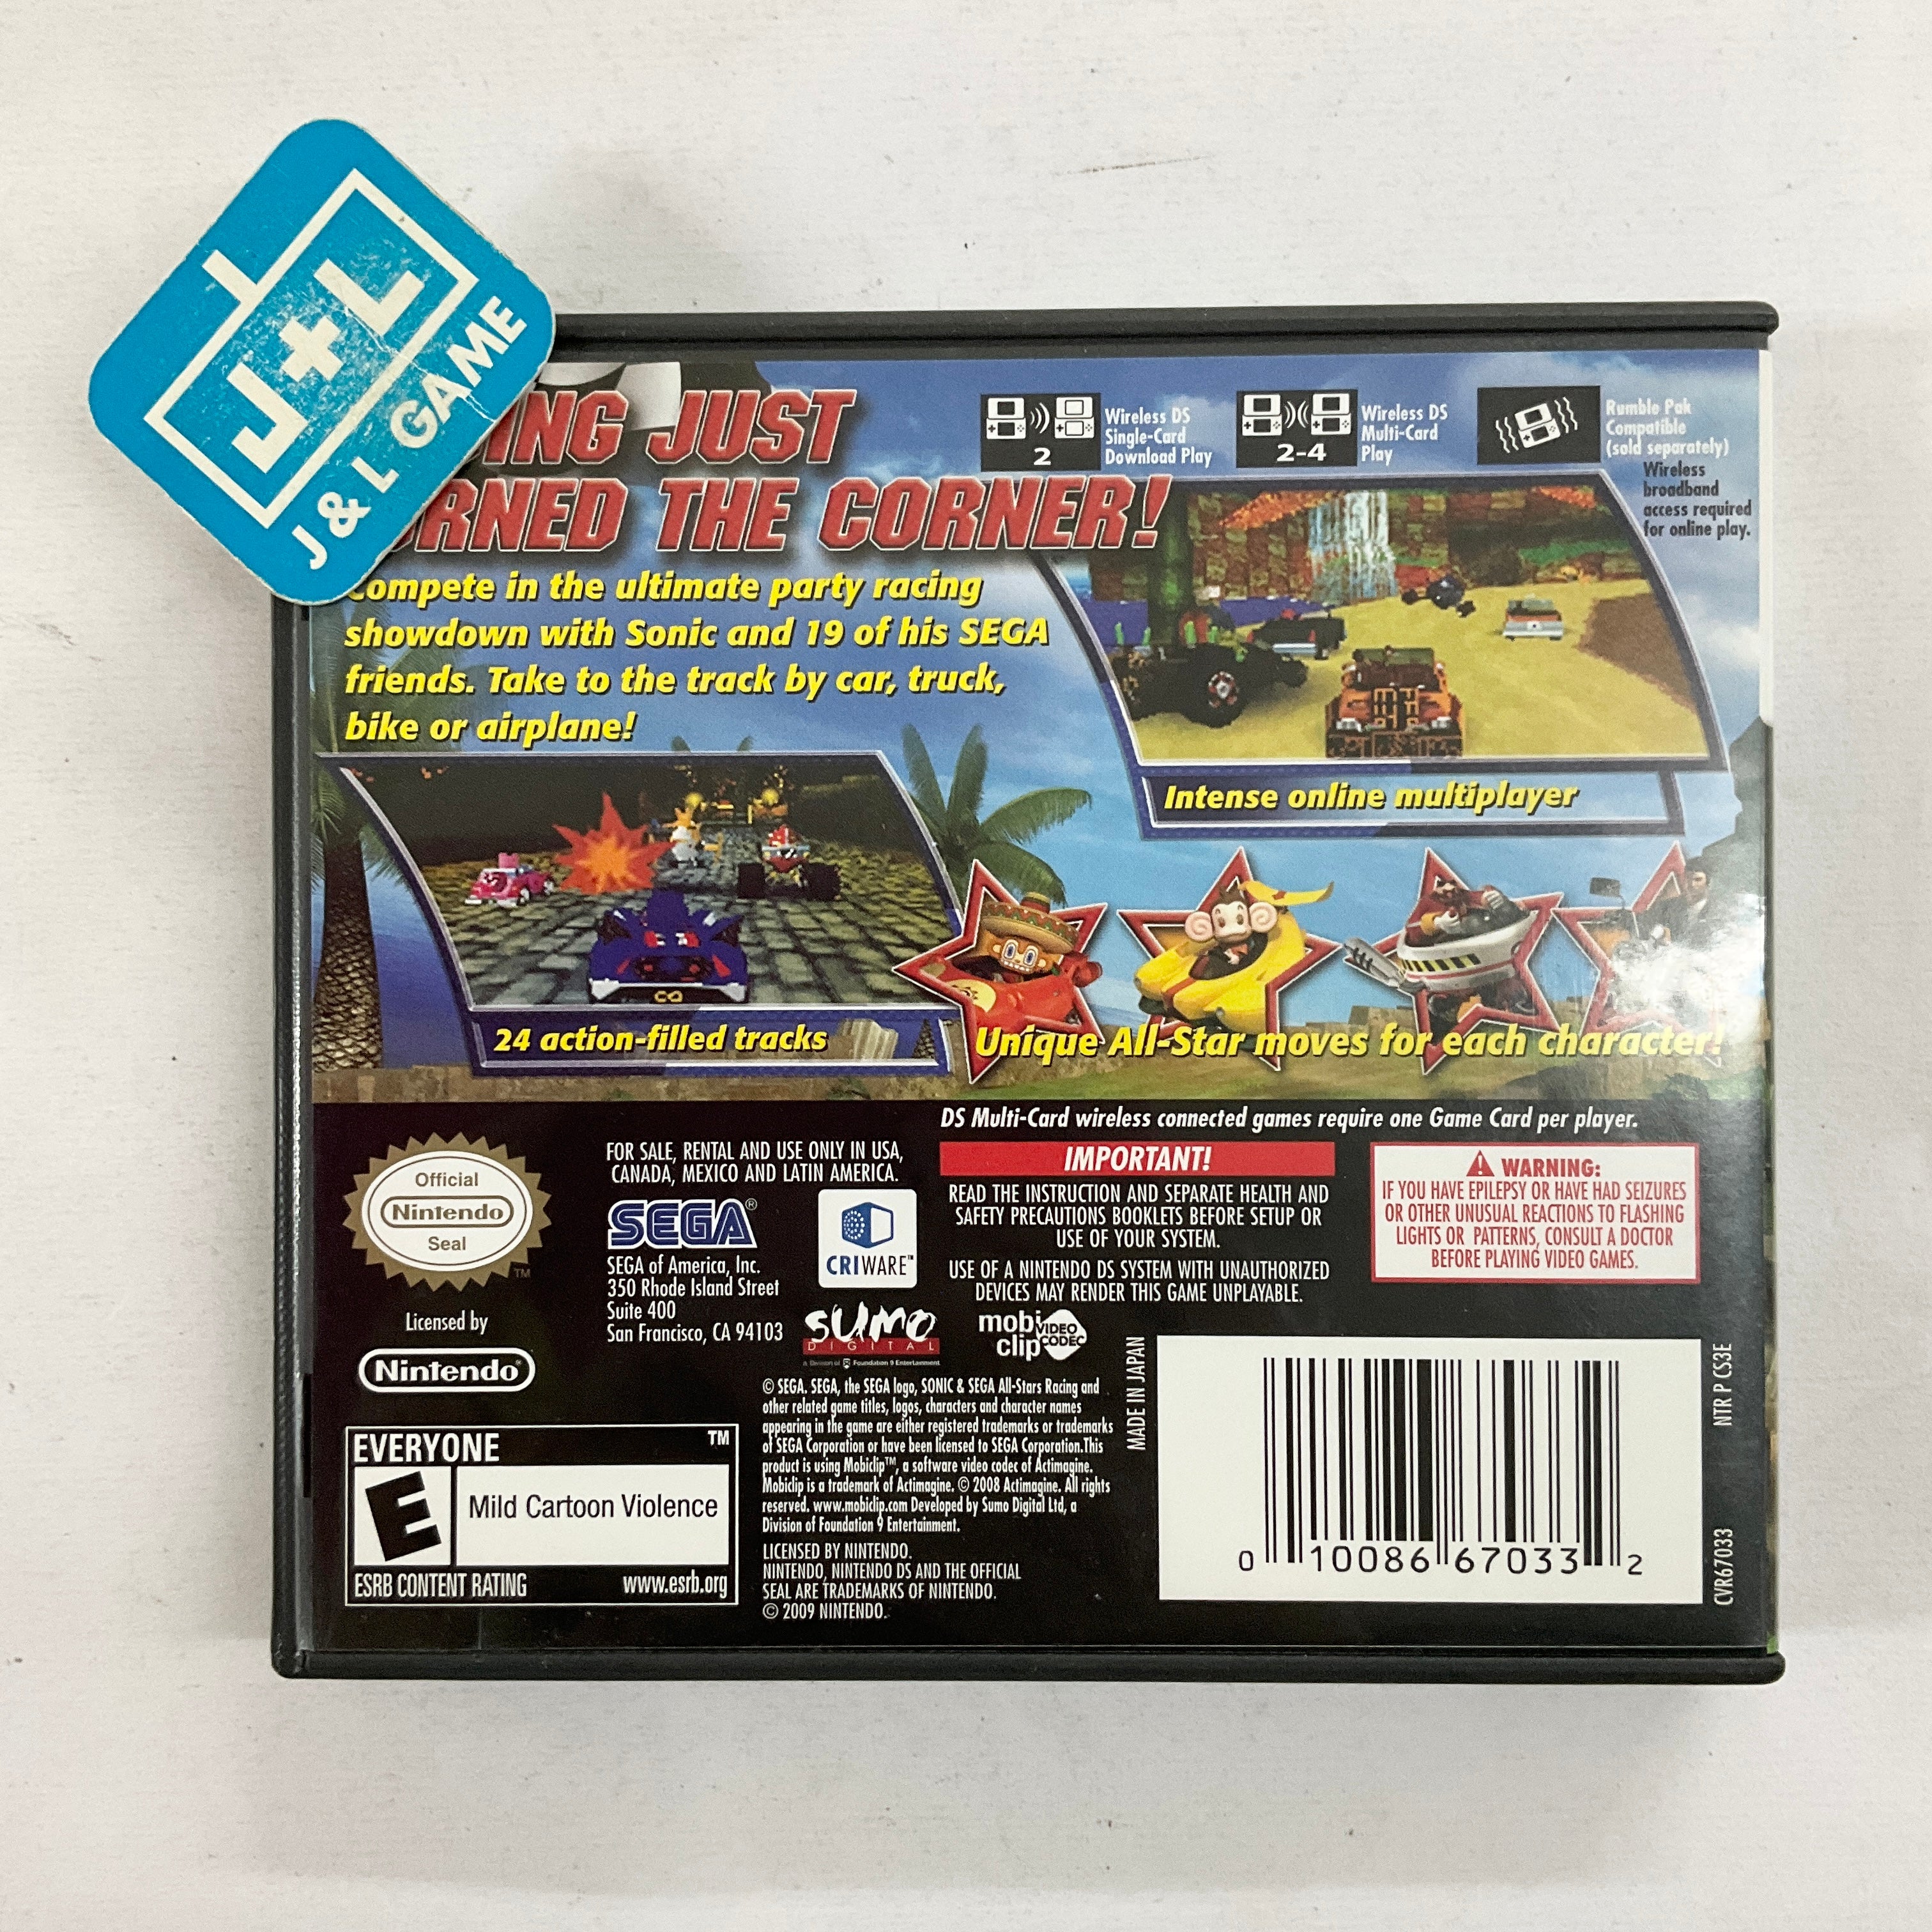 J+L
J & L GAME
JUST
THE CORNER!
Wireless DS
Single-Card
Download Play
2
Wireless DS
Multi-Card
Play
2-4
Rumble Pak
Compatible
(sold separately)
Wireless
broadband
access required
for online play.
Compete in the ultimate party racing
showdown with Sonic and 19 of his SEGA
friends. Take to the track by car, truck,
bike or airplane!
Intense online multiplayer
24 action-filled tracks
Unique All-Star moves for each character!
DS Multi-Card wireless connected games require one Game Card per player.
Official
Nintendo
Seal
TM
Licensed by
Nintendo®
FOR SALE, RENTAL AND USE ONLY IN USA,
CANADA, MEXICO AND LATIN AMERICA.
SEGA®
SEGA of America, Inc.
350 Rhode Island Street
Suite 400
San Francisco, CA 94103
CRIWARE™
SUMO
DIGITAL
a Division of Foundation 9 Entertainment
mobi
clip
VIDEO
CODEC
IMPORTANT!
READ THE INSTRUCTION AND SEPARATE HEALTH AND
SAFETY PRECAUTIONS BOOKLETS BEFORE SETUP OR
USE OF YOUR SYSTEM.
USE OF A NINTENDO DS SYSTEM WITH UNAUTHORIZED
DEVICES MAY RENDER THIS GAME UNPLAYABLE.
WARNING:
IF YOU HAVE EPILEPSY OR HAVE HAD SEIZURES
OR OTHER UNUSUAL REACTIONS TO FLASHING
LIGHTS OR PATTERNS, CONSULT A DOCTOR
BEFORE PLAYING VIDEO GAMES.
EVERYONE
TM
E
Mild Cartoon Violence
ESRB CONTENT RATING www.esrb.org
© SEGA. SEGA, the SEGA logo, SONIC & SEGA All-Stars Racing and
other related game titles, logos, characters and character names
appearing in the game are either registered trademarks or trademarks
of SEGA Corporation or have been licensed to SEGA Corporation.This
product is using Mobiclip™, a software video codec of Actimagine.
Mobiclip is a trademark of Actimagine. © 2008 Actimagine. All rights
reserved. www.mobiclip.com Developed by Sumo Digital Ltd, a
Division of Foundation 9 Entertainment.
LICENSED BY NINTENDO.
NINTENDO, NINTENDO DS AND THE OFFICIAL
SEAL ARE TRADEMARKS OF NINTENDO.
© 2009 NINTENDO.
MADE IN JAPAN
0 10086 67033 2
NTR P CS3E
CVR67033